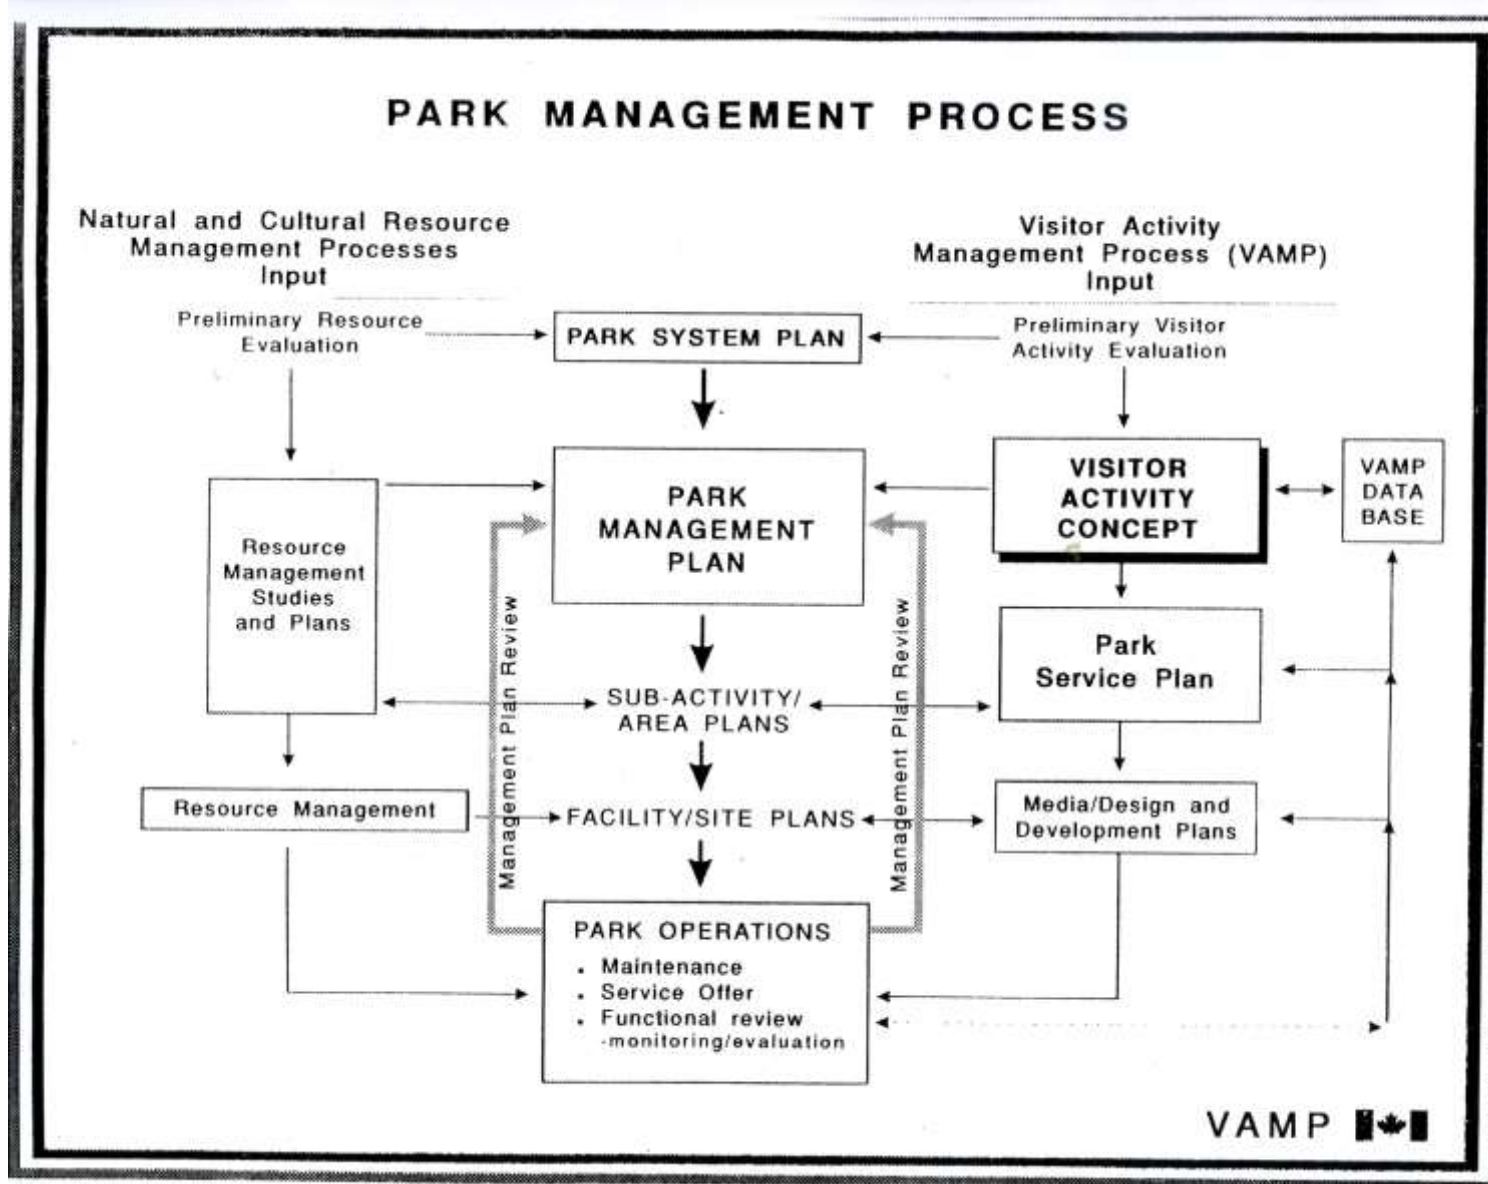 PARK MANAGEMENT PROCESS
Natural and Cultural Resource
Management Processes
Input
Visitor Activity
Management Process (VAMP)
Input
Preliminary Resource
Evaluation
PARK SYSTEM PLAN
Preliminary Visitor
Activity Evaluation
PARK
MANAGEMENT
PLAN
VISITOR
ACTIVITY
CONCEPT
VAMP
DATA
BASE
Resource
Management
Studies
and Plans
Management Plan Review
Management Plan Review
Park
Service Plan
SUB-ACTIVITY/
AREA PLANS
Resource Management
FACILITY/SITE PLANS
Media/Design and
Development Plans
PARK OPERATIONS
• Maintenance
• Service Offer
• Functional review
-monitoring/evaluation
VAMP